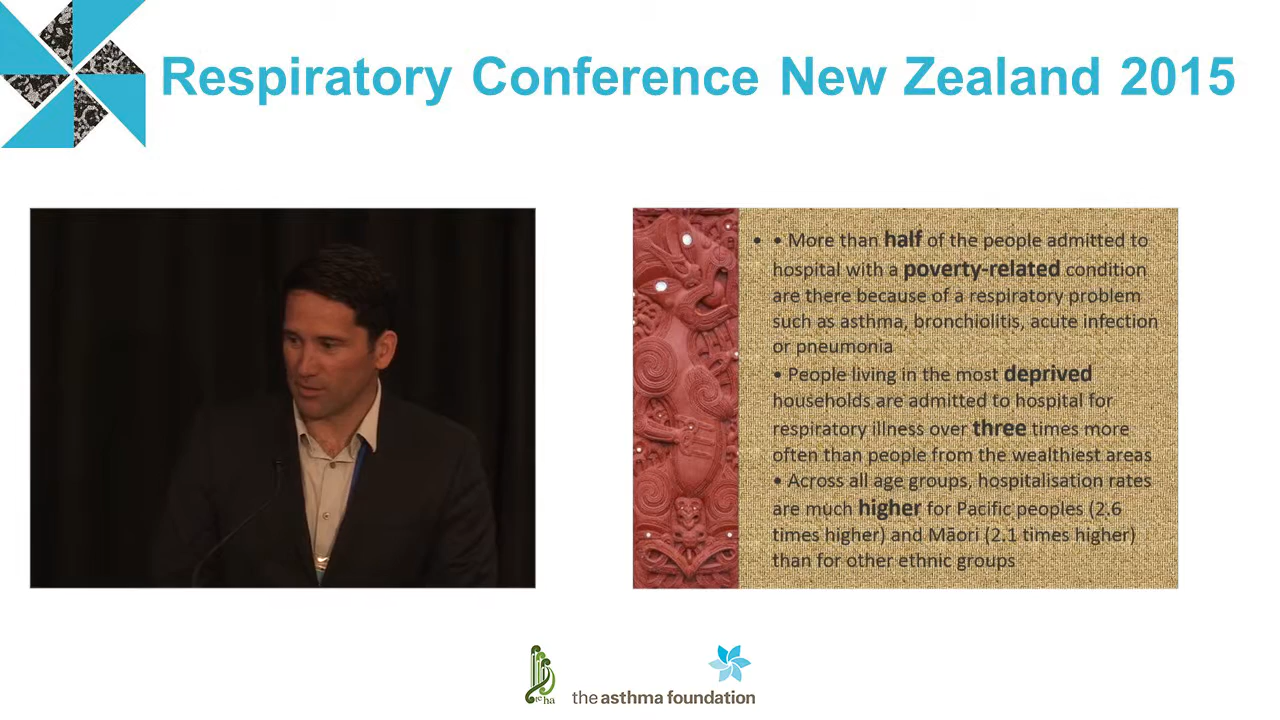 Respiratory Conference New Zealand 2015
• • More than half of the people admitted to
hospital with a poverty-related condition
are there because of a respiratory problem
such as asthma, bronchiolitis, acute infection
or pneumonia
• People living in the most deprived
households are admitted to hospital for
respiratory illness over three times more
often than people from the wealthiest areas
• Across all age groups, hospitalisation rates
are much higher for Pacific peoples (2.6
times higher) and Māori (2.1 times higher)
than for other ethnic groups
te ha
the asthma foundation